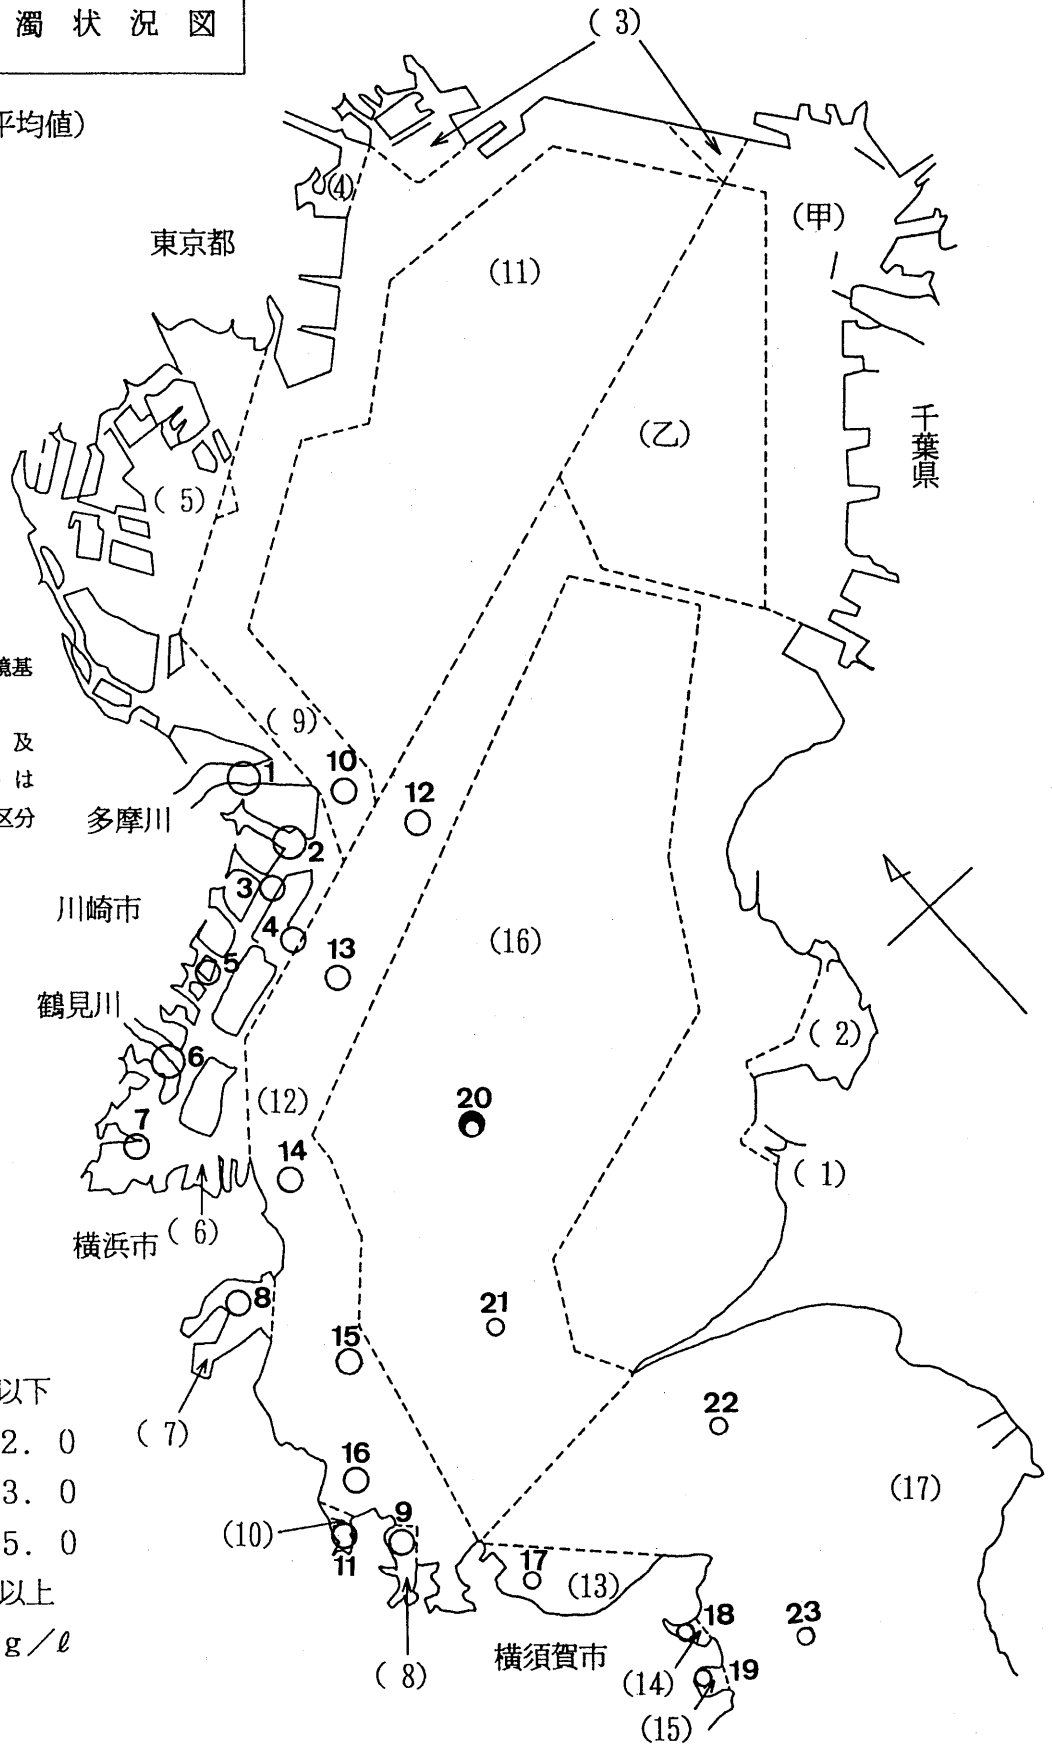 濁状況図
平均値)
( 3)
(4)
東京都
(甲)
(11)
(乙)
千葉県
( 5)
境基
及
は
区分
( 9)
1
10
12
多摩川
2
3
川崎市
4
13
(16)
5
鶴見川
( 2)
6
(12)
20
7
14
( 1)
( 6)
横浜市
8
21
15
以下
22
2. 0
( 7)
16
3. 0
(17)
(10)
9
5. 0
11
17
(13)
以上
18
23
g/ℓ
横須賀市
( 8)
(14)
19
(15)